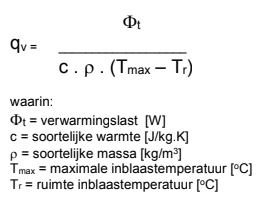 Φt
qv = ________________
c . ρ . (Tmax – Tr)
waarin:
Φt = verwarmingslast [W]
c = soortelijke warmte [J/kg.K]
ρ = soortelijke massa [kg/m³]
Tmax = maximale inblaastemperatuur [°C]
Tr = ruimte inblaastemperatuur [°C]